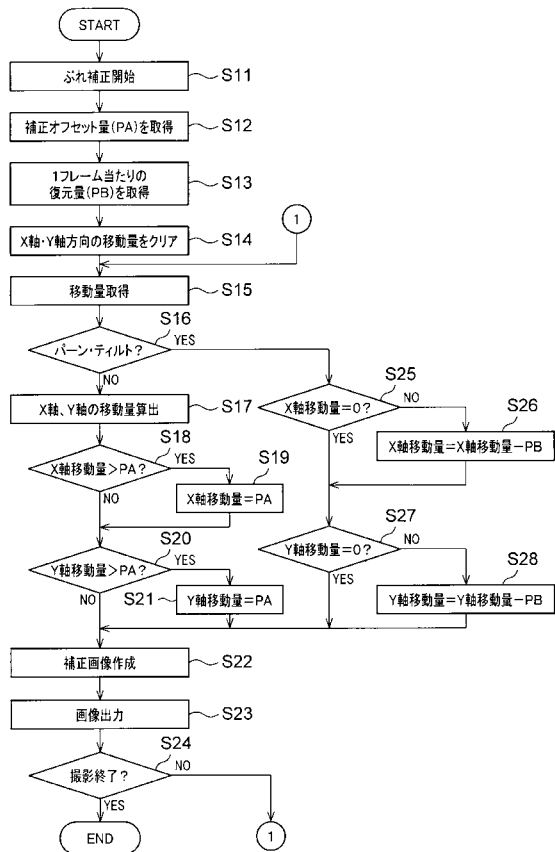 START
ぶれ補正開始
S11
補正オフセット量(PA)を取得
S12
1フレーム当たりの
復元量(PB)を取得
S13
X軸・Y軸方向の移動量をクリア
S14
1
移動量取得
S15
パーン・ティルト?
S16
YES
NO
X軸、Y軸の移動量算出
S17
X軸移動量>PA?
S18
YES
NO
X軸移動量=PA
S19
Y軸移動量>PA?
S20
YES
NO
S21
Y軸移動量=PA
X軸移動量=0?
S25
NO
YES
X軸移動量=X軸移動量-PB
S26
Y軸移動量=0?
S27
NO
YES
Y軸移動量=Y軸移動量-PB
S28
補正画像作成
S22
画像出力
S23
撮影終了?
S24
NO
YES
END
1